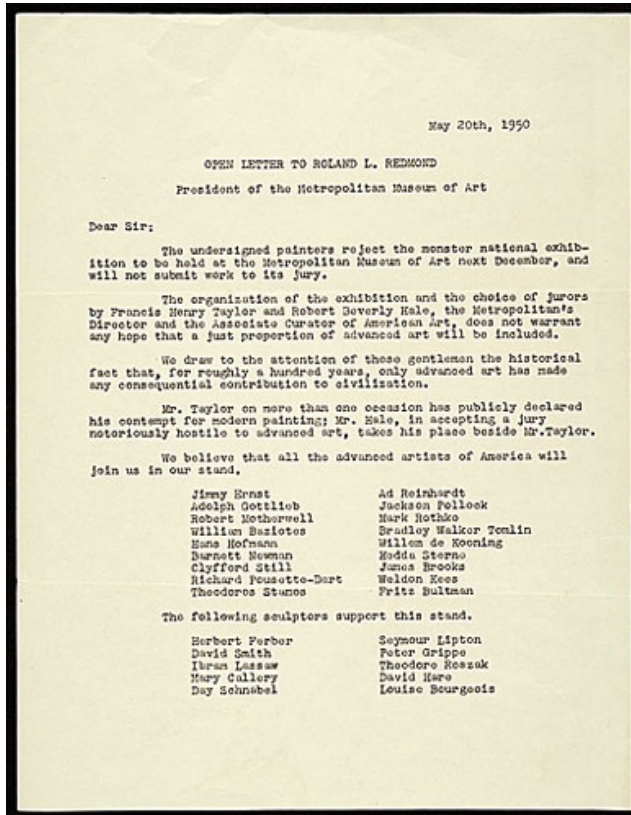 May 20th, 1950
OPEN LETTER TO ROLAND L. REDMOND
President of the Metropolitan Museum of Art
Dear Sir:
The undersigned painters reject the monster national exhib-
ition to be held at the Metropolitan Museum of Art next December, and
will not submit work to its jury.
The organization of the exhibition and the choice of jurors
by Francis Henry Taylor and Robert Beverly Hale, the Metropolitan's
Director and the Associate Curator of American Art, does not warrant
any hope that a just proportion of advanced art will be included.
We draw to the attention of these gentlemen the historical
fact that, for roughly a hundred years, only advanced art has made
any consequential contribution to civilization.
Mr. Taylor on more than one occasion has publicly declared
his contempt for modern painting; Mr. Hale, in accepting a jury
notoriously hostile to advanced art, takes his place beside Mr.Taylor.
We believe that all the advanced artists of America will
join us in our stand.
Jimmy Ernst Ad Reinhardt
Adolph Gottlieb Jackson Pollock
Robert Motherwell Mark Rothko
William Baziotes Bradley Walker Tomlin
Hans Hofmann Willem de Kooning
Barnett Newman Hedda Sterne
Clyfford Still James Brooks
Richard Pousette-Dart Weldon Kees
Theodoros Stamos Fritz Bultman
The following sculptors support this stand.
Herbert Ferber Seymour Lipton
David Smith Peter Grippe
Ibram Lassaw Theodore Roszak
Mary Callery David Hare
Day Schnabel Louise Bourgeois